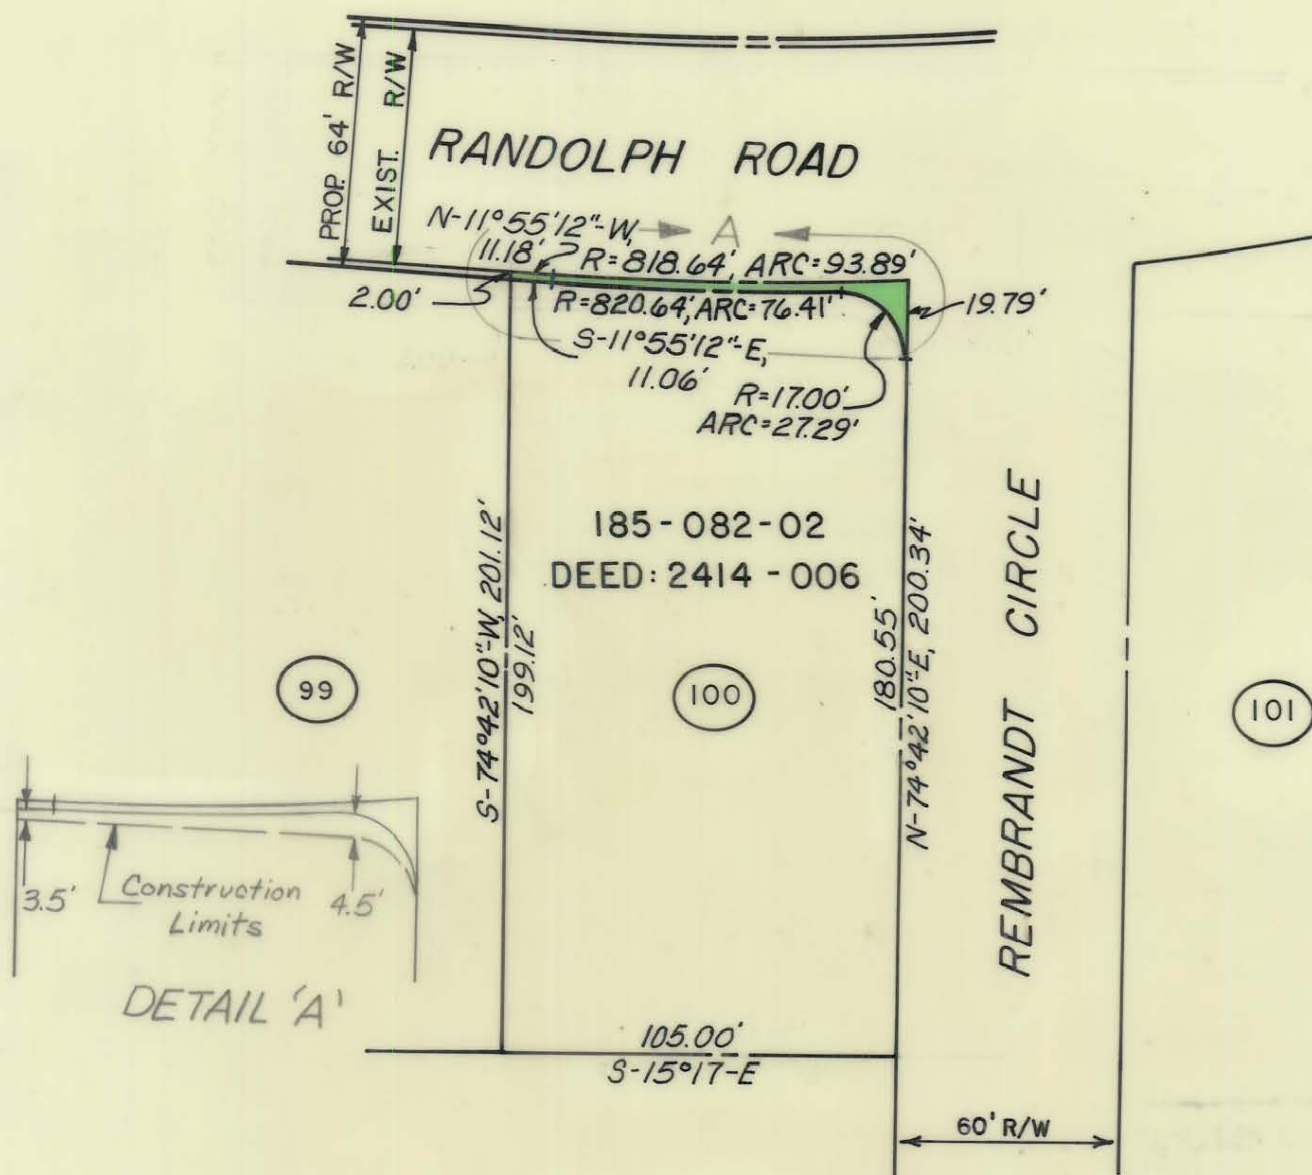 PROP. 64' R/W
EXIST. R/W
RANDOLPH ROAD
N-11°55'12"-W,
11.18'
A
R=818.64', ARC=93.89'
2.00'
R=820.64', ARC=76.41'
19.79'
S-11°55'12"-E,
11.06'
R=17.00'
ARC=27.29'
185-082-02
DEED: 2414-006
S-74°42'10"-W, 201.12'
199.12'
180.55'
N-74°42'10"-E, 200.34'
REMBRANDT CIRCLE
99
100
101
3.5'
Construction
Limits
4.5'
DETAIL 'A'
105.00'
S-15°17-E
60' R/W